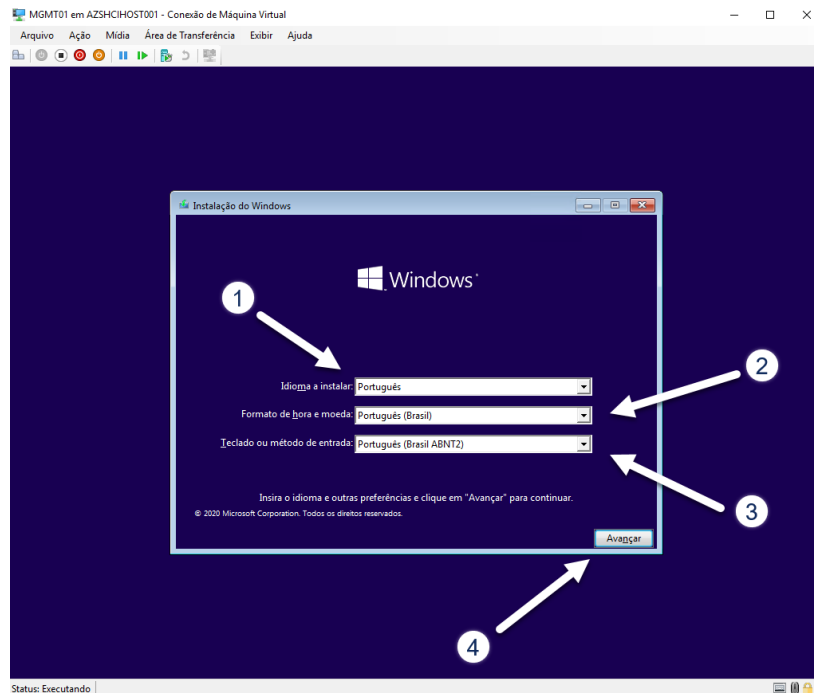 MGMT01 em AZSHCIHOST001 - Conexão de Máquina Virtual
Arquivo Ação Mídia Área de Transferência Exibir Ajuda
Instalação do Windows
Windows
1
2
Idioma a instalar: Português
Formato de hora e moeda: Português (Brasil)
Teclado ou método de entrada: Português (Brasil ABNT2)
Insira o idioma e outras preferências e clique em "Avançar" para continuar.
© 2020 Microsoft Corporation. Todos os direitos reservados.
3
Avançar
4
Status: Executando